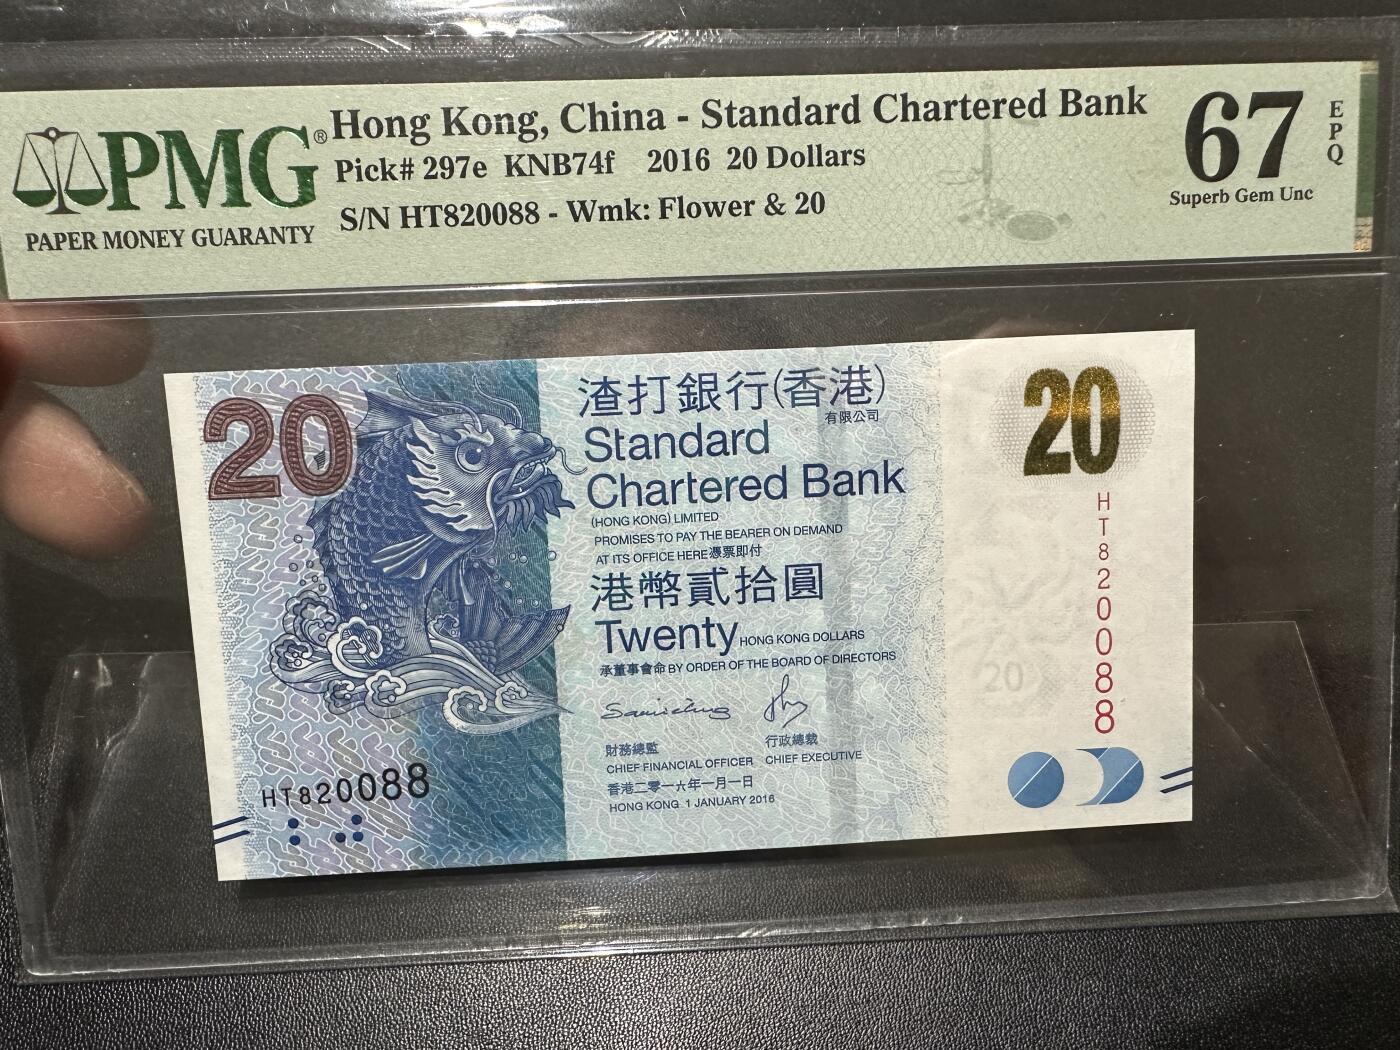 PMG®
PAPER MONEY GUARANTY
Hong Kong, China - Standard Chartered Bank
Pick# 297e KNB74f 2016 20 Dollars
S/N HT820088 - Wmk: Flower & 20
67
EPQ
Superb Gem Unc
20
渣打銀行(香港)
有限公司
Standard
Chartered Bank
(HONG KONG) LIMITED
PROMISES TO PAY THE BEARER ON DEMAND
AT ITS OFFICE HERE憑票即付
港幣貳拾圓
Twenty HONG KONG DOLLARS
承董事會命 BY ORDER OF THE BOARD OF DIRECTORS
財務總監
CHIEF FINANCIAL OFFICER
行政總裁
CHIEF EXECUTIVE
香港二零一六年一月一日
HONG KONG 1 JANUARY 2016
HT820088
20
HT820088
20